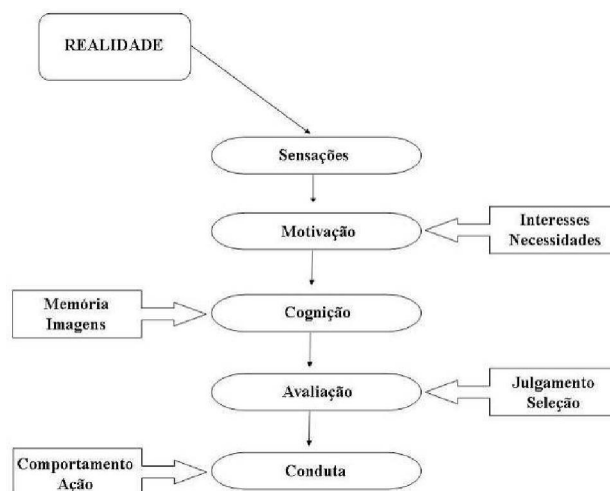 REALIDADE
Sensações
Motivação
Interesses
Necessidades
Memória
Imagens
Cognição
Avaliação
Julgamento
Seleção
Comportamento
Ação
Conduta